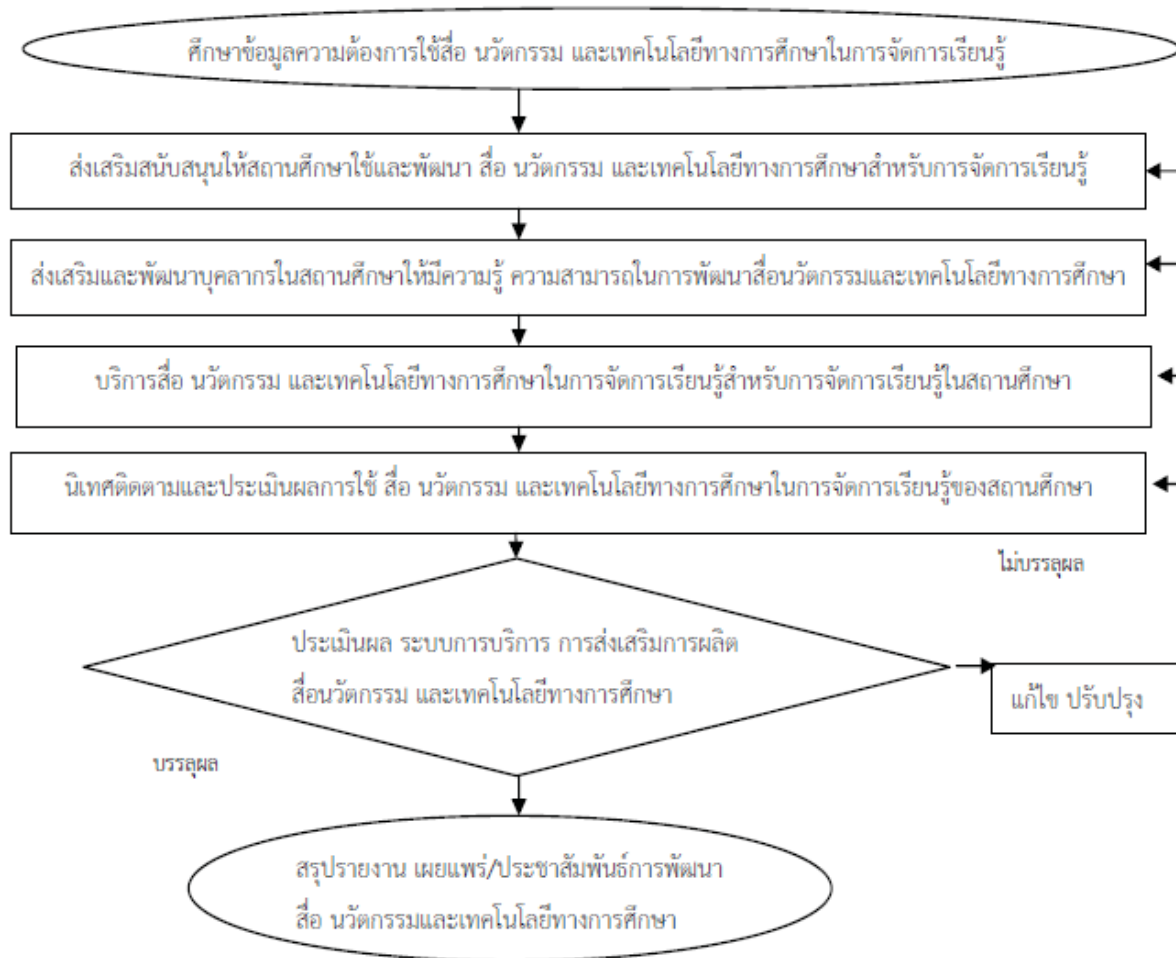 ศึกษาข้อมูลความต้องการใช้สื่อ นวัตกรรม และเทคโนโลยีทางการศึกษาในการจัดการเรียนรู้
ส่งเสริมสนับสนุนให้สถานศึกษาใช้และพัฒนา สื่อ นวัตกรรม และเทคโนโลยีทางการศึกษาสำหรับการจัดการเรียนรู้
ส่งเสริมและพัฒนาบุคลากรในสถานศึกษาให้มีความรู้ ความสามารถในการพัฒนาสื่อนวัตกรรมและเทคโนโลยีทางการศึกษา
บริการสื่อ นวัตกรรม และเทคโนโลยีทางการศึกษาในการจัดการเรียนรู้สำหรับการจัดการเรียนรู้ในสถานศึกษา
นิเทศติดตามและประเมินผลการใช้ สื่อ นวัตกรรม และเทคโนโลยีทางการศึกษาในการจัดการเรียนรู้ของสถานศึกษา
ไม่บรรลุผล
ประเมินผล ระบบการบริการ การส่งเสริมการผลิต
สื่อนวัตกรรม และเทคโนโลยีทางการศึกษา
แก้ไข ปรับปรุง
บรรลุผล
สรุปรายงาน เผยแพร่/ประชาสัมพันธ์การพัฒนา
สื่อ นวัตกรรมและเทคโนโลยีทางการศึกษา